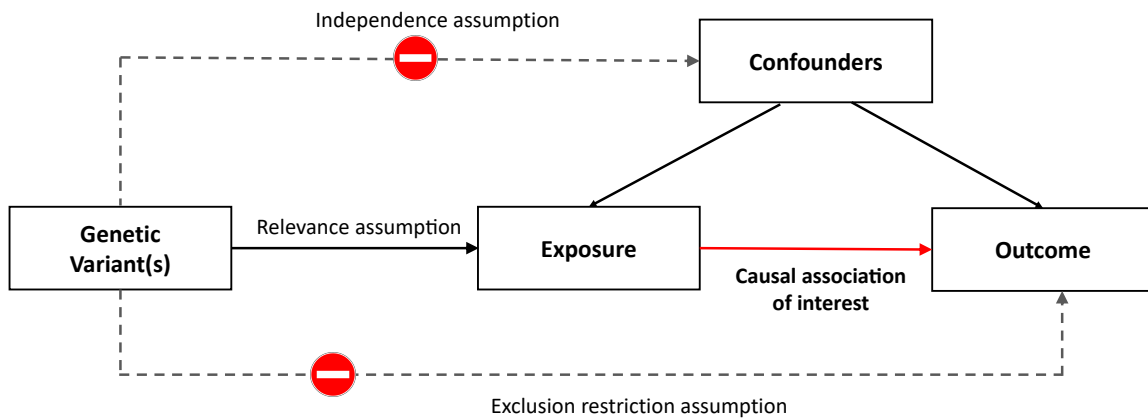 Independence assumption
Confounders
Genetic
Variant(s)
Relevance assumption
Exposure
Causal association
of interest
Outcome
Exclusion restriction assumption